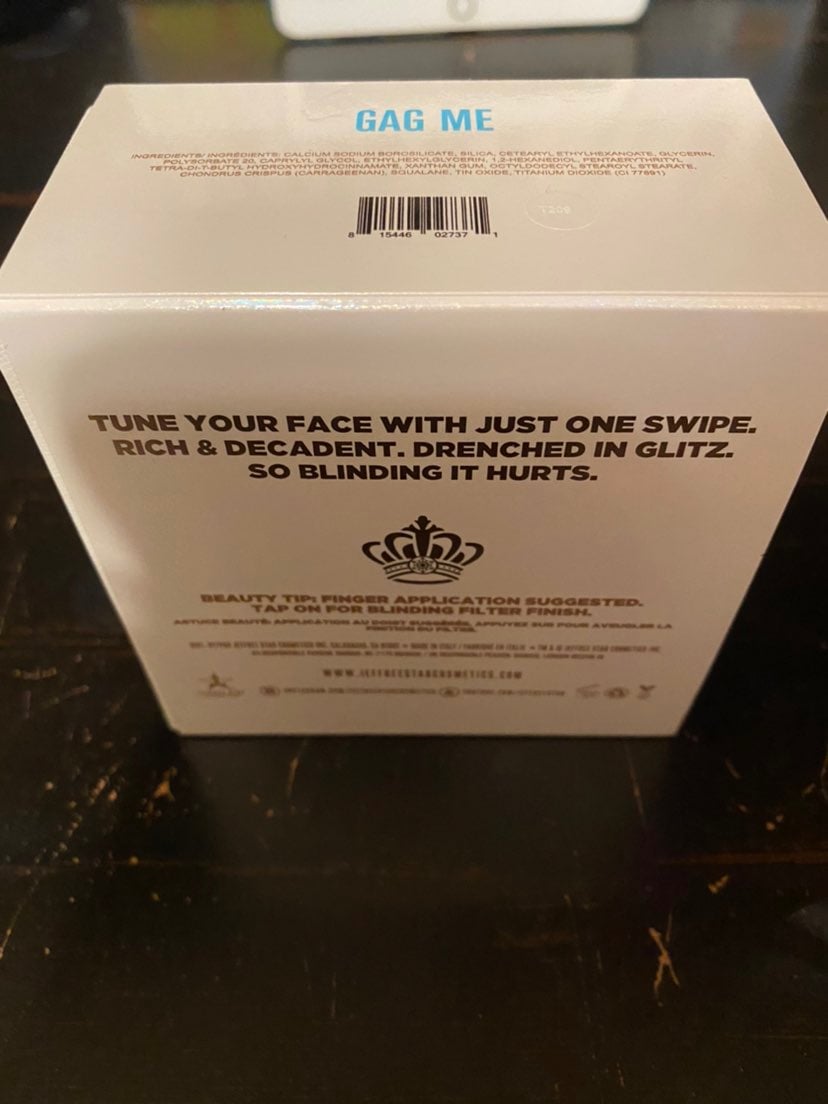 GAG ME
INGREDIENTS/ INGRÉDIENTS: CALCIUM SODIUM BOROSILICATE, SILICA, CETEARYL ETHYLHEXANOATE, GLYCERIN,
POLYSORBATE 20, CAPRYLYL GLYCOL, ETHYLHEXYLGLYCERIN, 1,2-HEXANEDIOL, PENTAERYTHRITYL
TETRA-DI-T-BUTYL HYDROXYHYDROCINNAMATE, XANTHAN GUM, OCTYLDODECYL STEAROYL STEARATE,
CHONDRUS CRISPUS (CARRAGEENAN), SQUALANE, TIN OXIDE, TITANIUM DIOXIDE (CI 77891)
8 15446 02737 1
TUNE YOUR FACE WITH JUST ONE SWIPE.
RICH & DECADENT. DRENCHED IN GLITZ.
SO BLINDING IT HURTS.
BEAUTY TIP: FINGER APPLICATION SUGGESTED.
TAP ON FOR BLINDING FILTER FINISH.
ASTUCE BEAUTÉ: APPLICATION AU DOIGT SUGGÉRÉE, APPUYEZ SUR POUR AVEUGLER LA
FINITION DU FILTRE.
WWW.JEFFREESTARCOSMETICS.COM